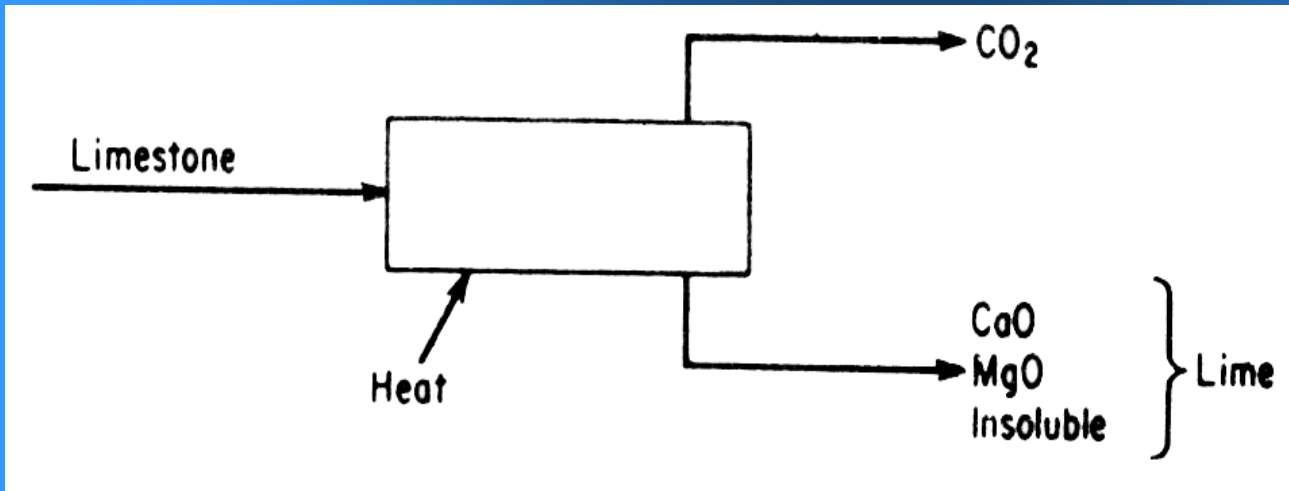 CO₂
Limestone
Heat
CaO
MgO
Insoluble
Lime